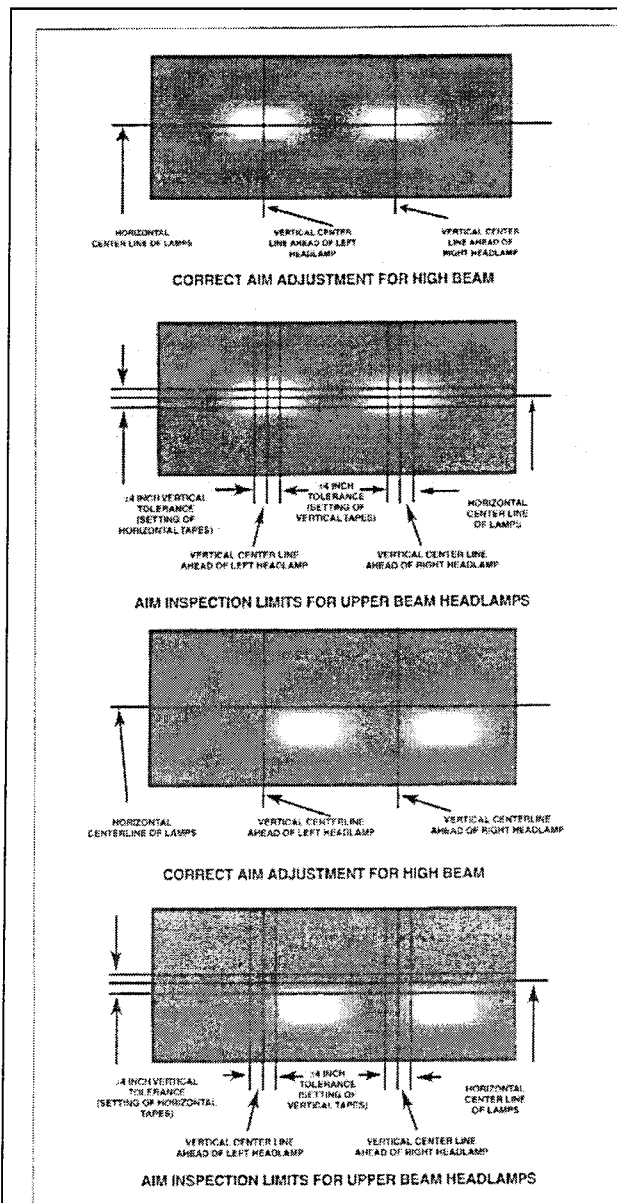 HORIZONTAL
CENTER LINE OF LAMPS
VERTICAL CENTER
LINE AHEAD OF LEFT
HEADLAMP
VERTICAL CENTER
LINE AHEAD OF
RIGHT HEADLAMP
CORRECT AIM ADJUSTMENT FOR HIGH BEAM
±4 INCH VERTICAL
TOLERANCE
(SETTING OF
HORIZONTAL TAPES)
±4 INCH
TOLERANCE
(SETTING OF
VERTICAL TAPES)
HORIZONTAL
CENTER LINE
OF LAMPS
VERTICAL CENTER LINE
AHEAD OF LEFT HEADLAMP
VERTICAL CENTER LINE
AHEAD OF RIGHT HEADLAMP
AIM INSPECTION LIMITS FOR UPPER BEAM HEADLAMPS
HORIZONTAL
CENTERLINE OF LAMPS
VERTICAL CENTERLINE
AHEAD OF LEFT HEADLAMP
VERTICAL CENTERLINE
AHEAD OF RIGHT HEADLAMP
CORRECT AIM ADJUSTMENT FOR HIGH BEAM
±4 INCH VERTICAL
TOLERANCE
(SETTING OF HORIZONTAL
TAPES)
±4 INCH
TOLERANCE
(SETTING OF
VERTICAL TAPES)
HORIZONTAL
CENTER LINE
OF LAMPS
VERTICAL CENTER LINE
AHEAD OF LEFT HEADLAMP
VERTICAL CENTER LINE
AHEAD OF RIGHT HEADLAMP
AIM INSPECTION LIMITS FOR UPPER BEAM HEADLAMPS